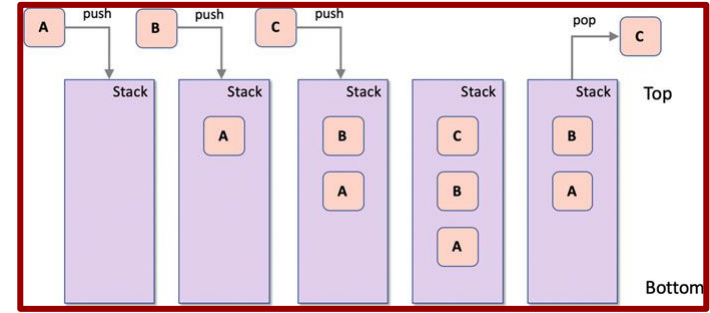 A push B push C push pop C
Stack Stack Stack Stack Stack Top
A B C B
A B A
A
Bottom